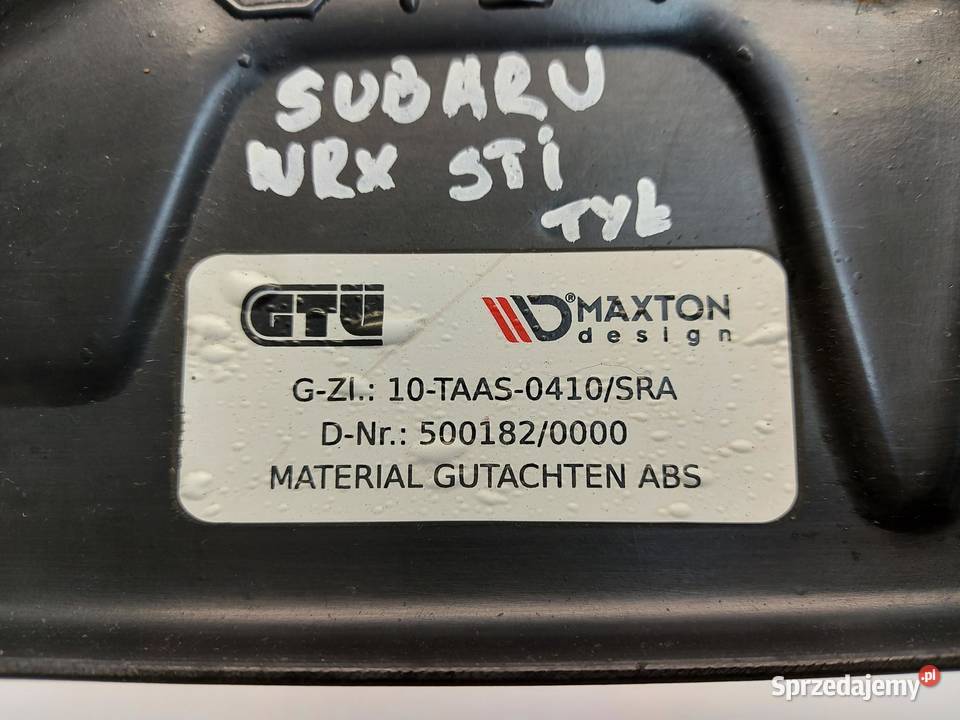 SUBARU
WRX STi
TYŁ
GTÜ
MAXTON®
design
G-ZI.: 10-TAAS-0410/SRA
D-Nr.: 500182/0000
MATERIAL GUTACHTEN ABS
Sprzedajemy.pl